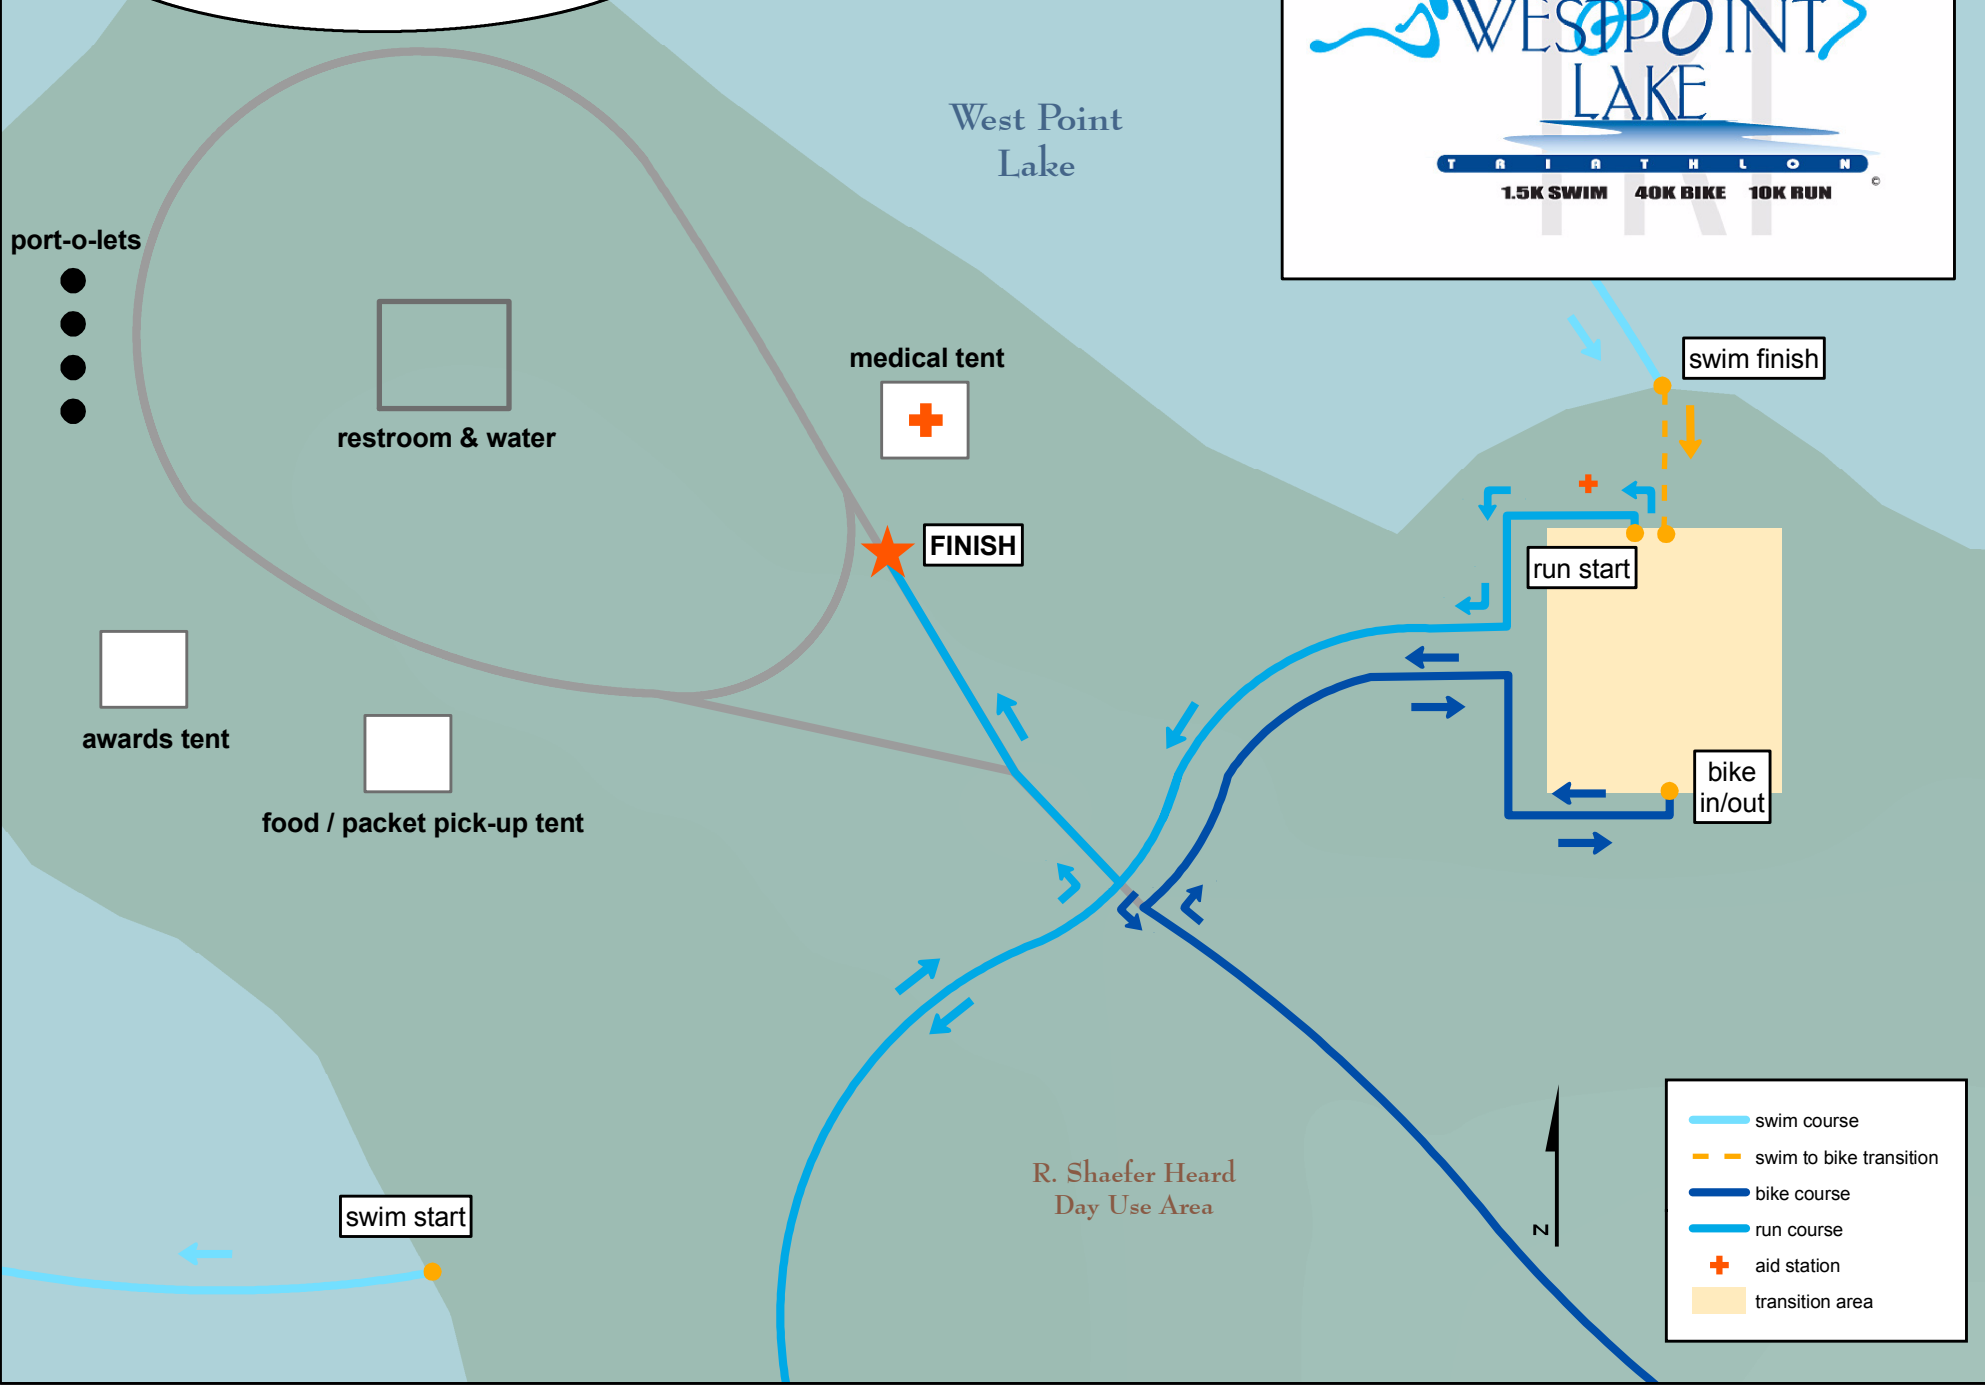 WESTPOINT
LAKE
TRIATHLON
©
1.5K SWIM 40K BIKE 10K RUN
West Point
Lake
port-o-lets
restroom & water
medical tent
swim finish
FINISH
run start
awards tent
food / packet pick-up tent
bike
in/out
R. Shaefer Heard
Day Use Area
swim start
N
swim course
swim to bike transition
bike course
run course
aid station
transition area